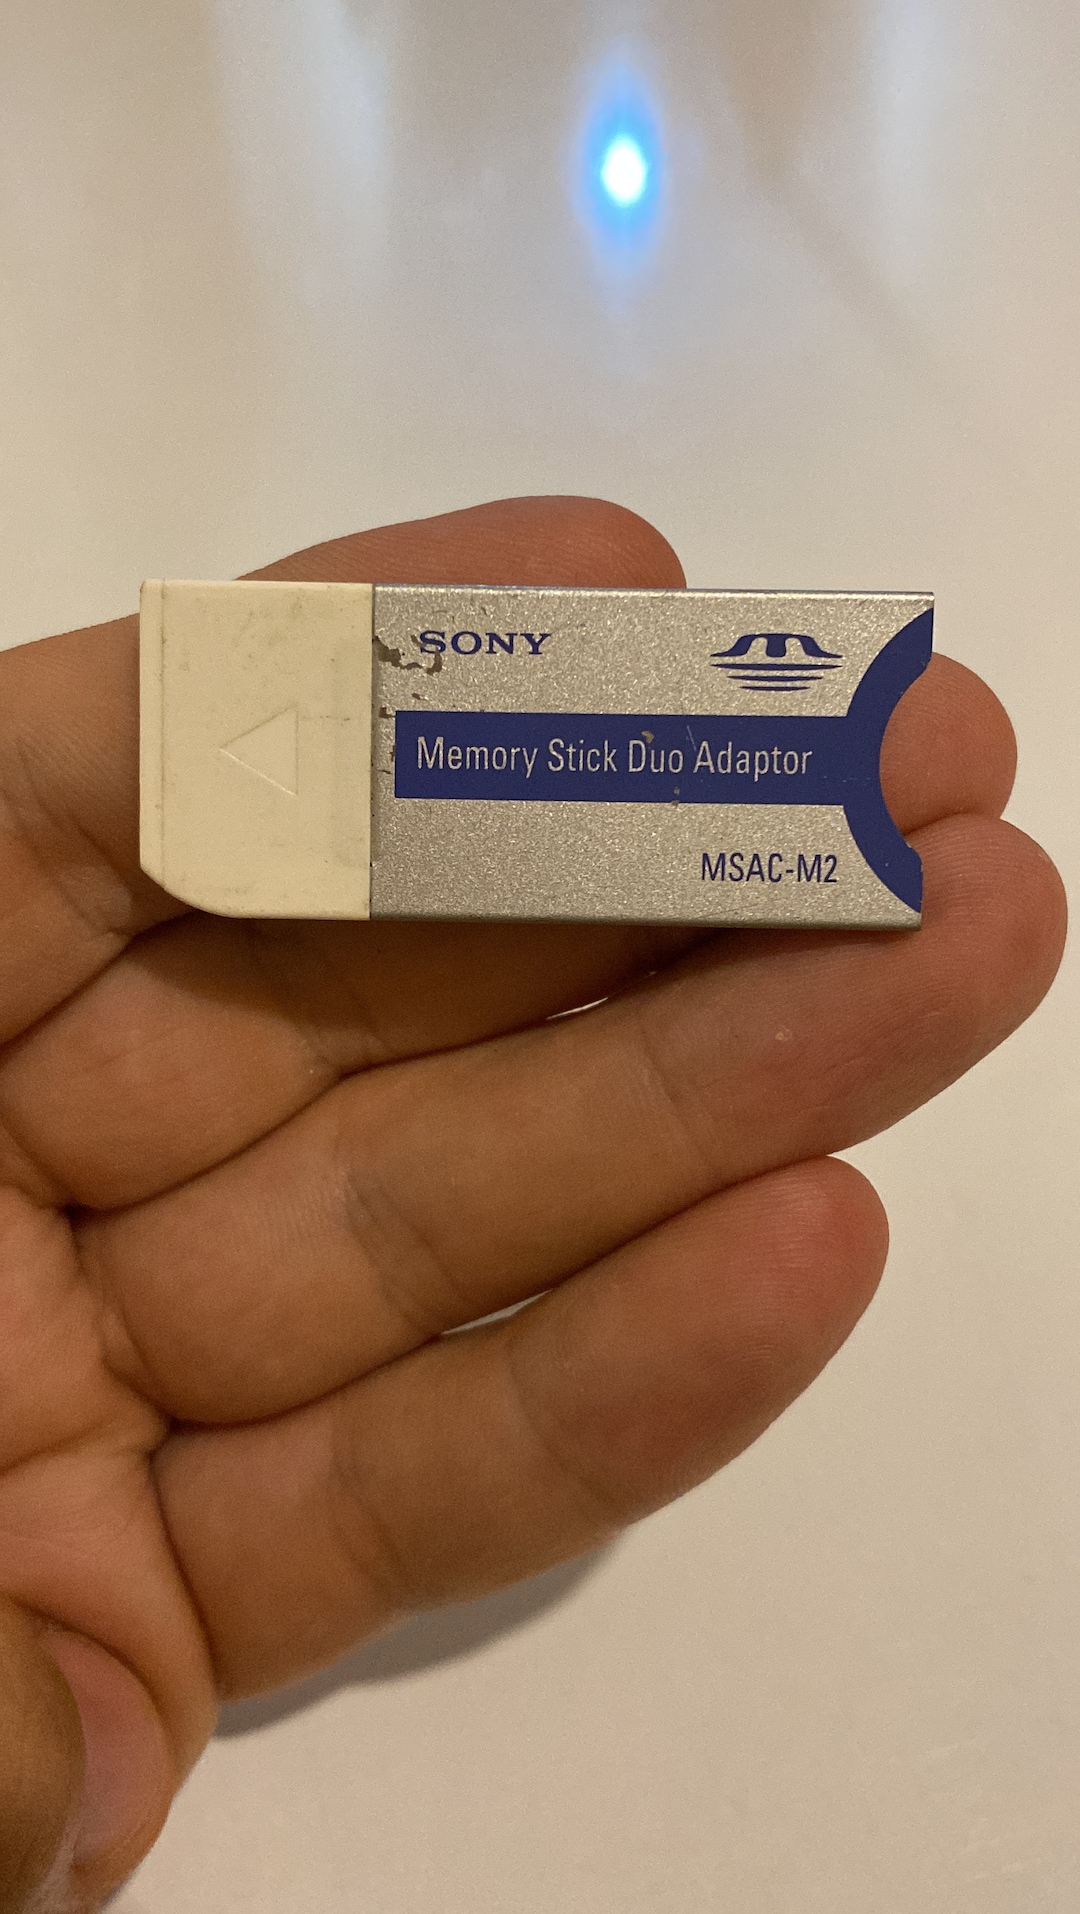 SONY
Memory Stick Duo Adaptor
MSAC-M2